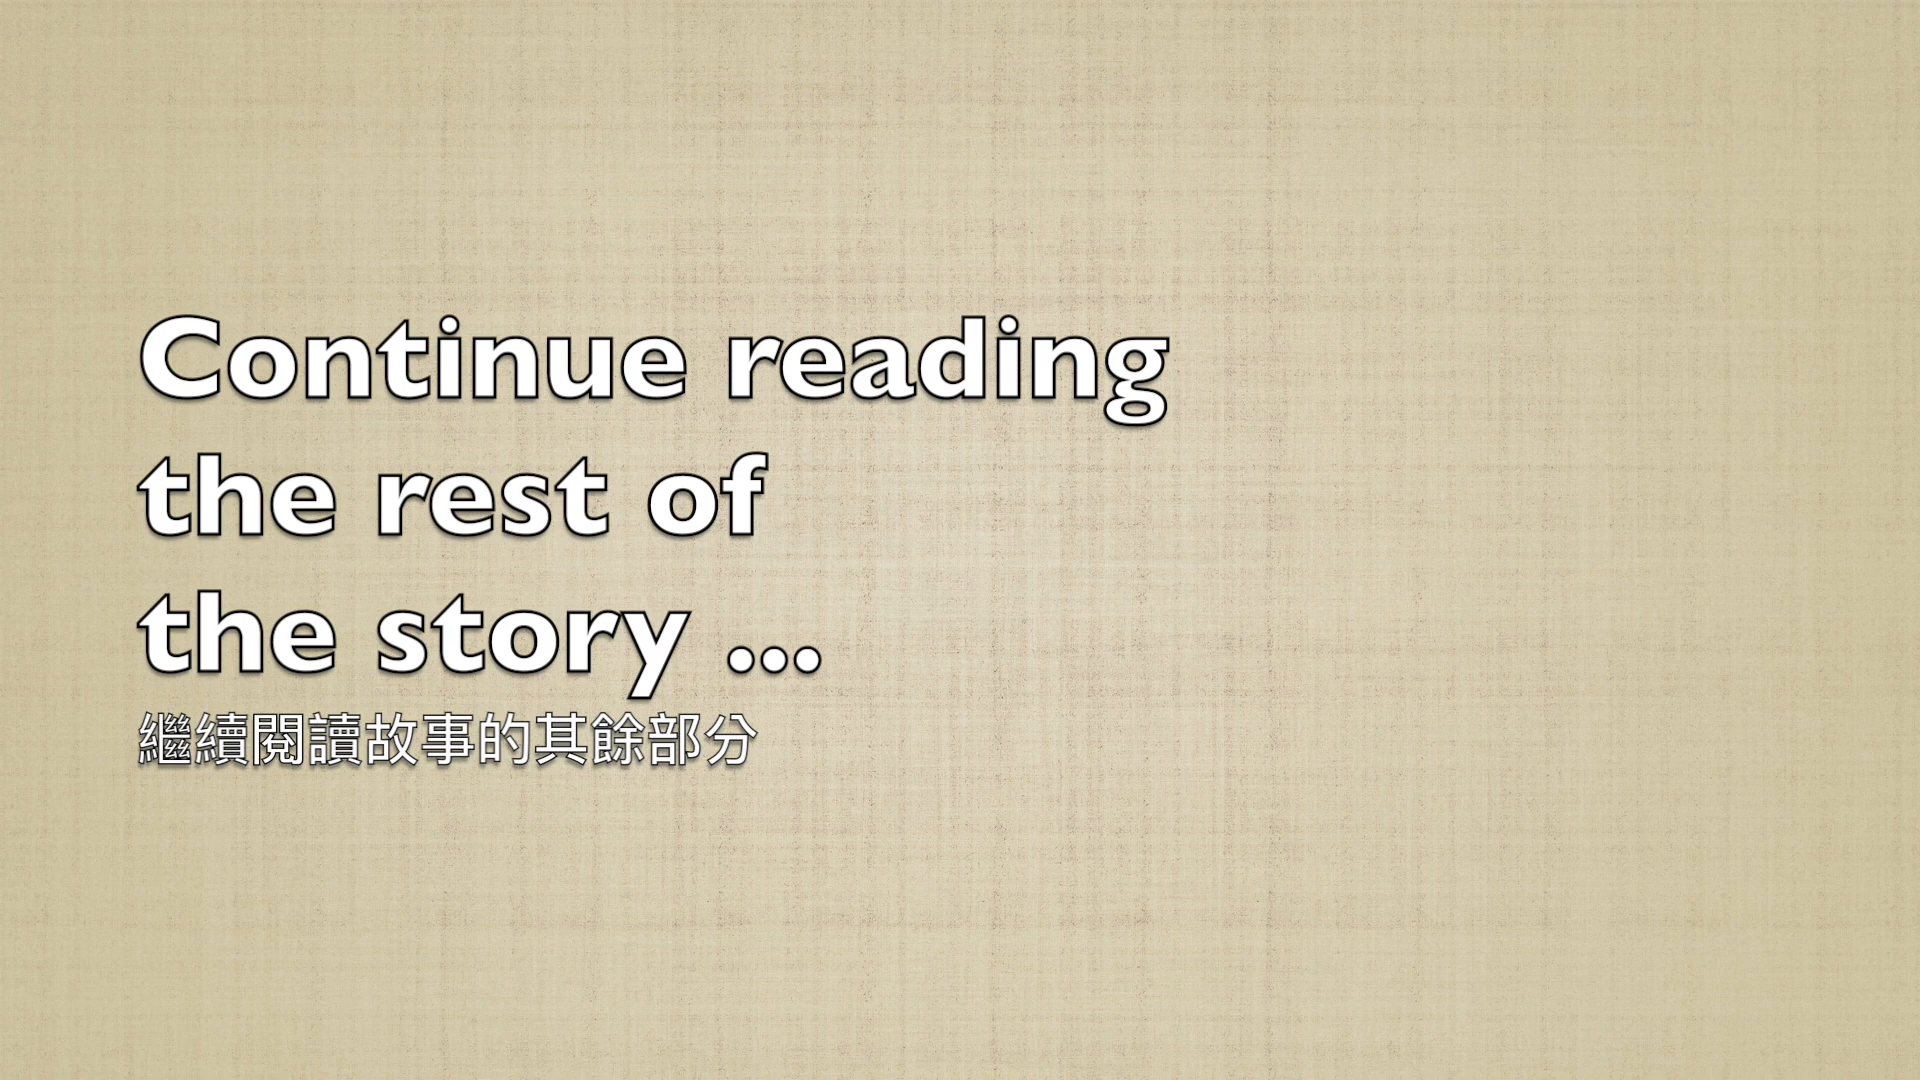 Continue reading
the rest of
the story ...
繼續閱讀故事的其餘部分